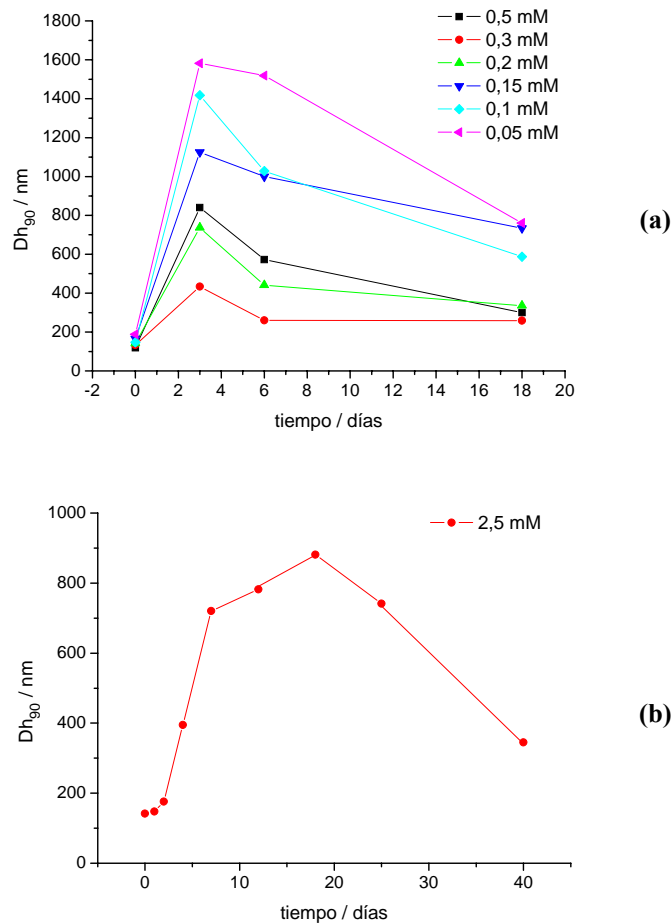 1800
1600
1400
1200
1000
800
600
400
200
0
Dh90 / nm
-2 0 2 4 6 8 10 12 14 16 18 20
tiempo / días
0,5 mM
0,3 mM
0,2 mM
0,15 mM
0,1 mM
0,05 mM
(a)
1000
800
600
400
200
0
Dh90 / nm
0 10 20 30 40
tiempo / días
2,5 mM
(b)